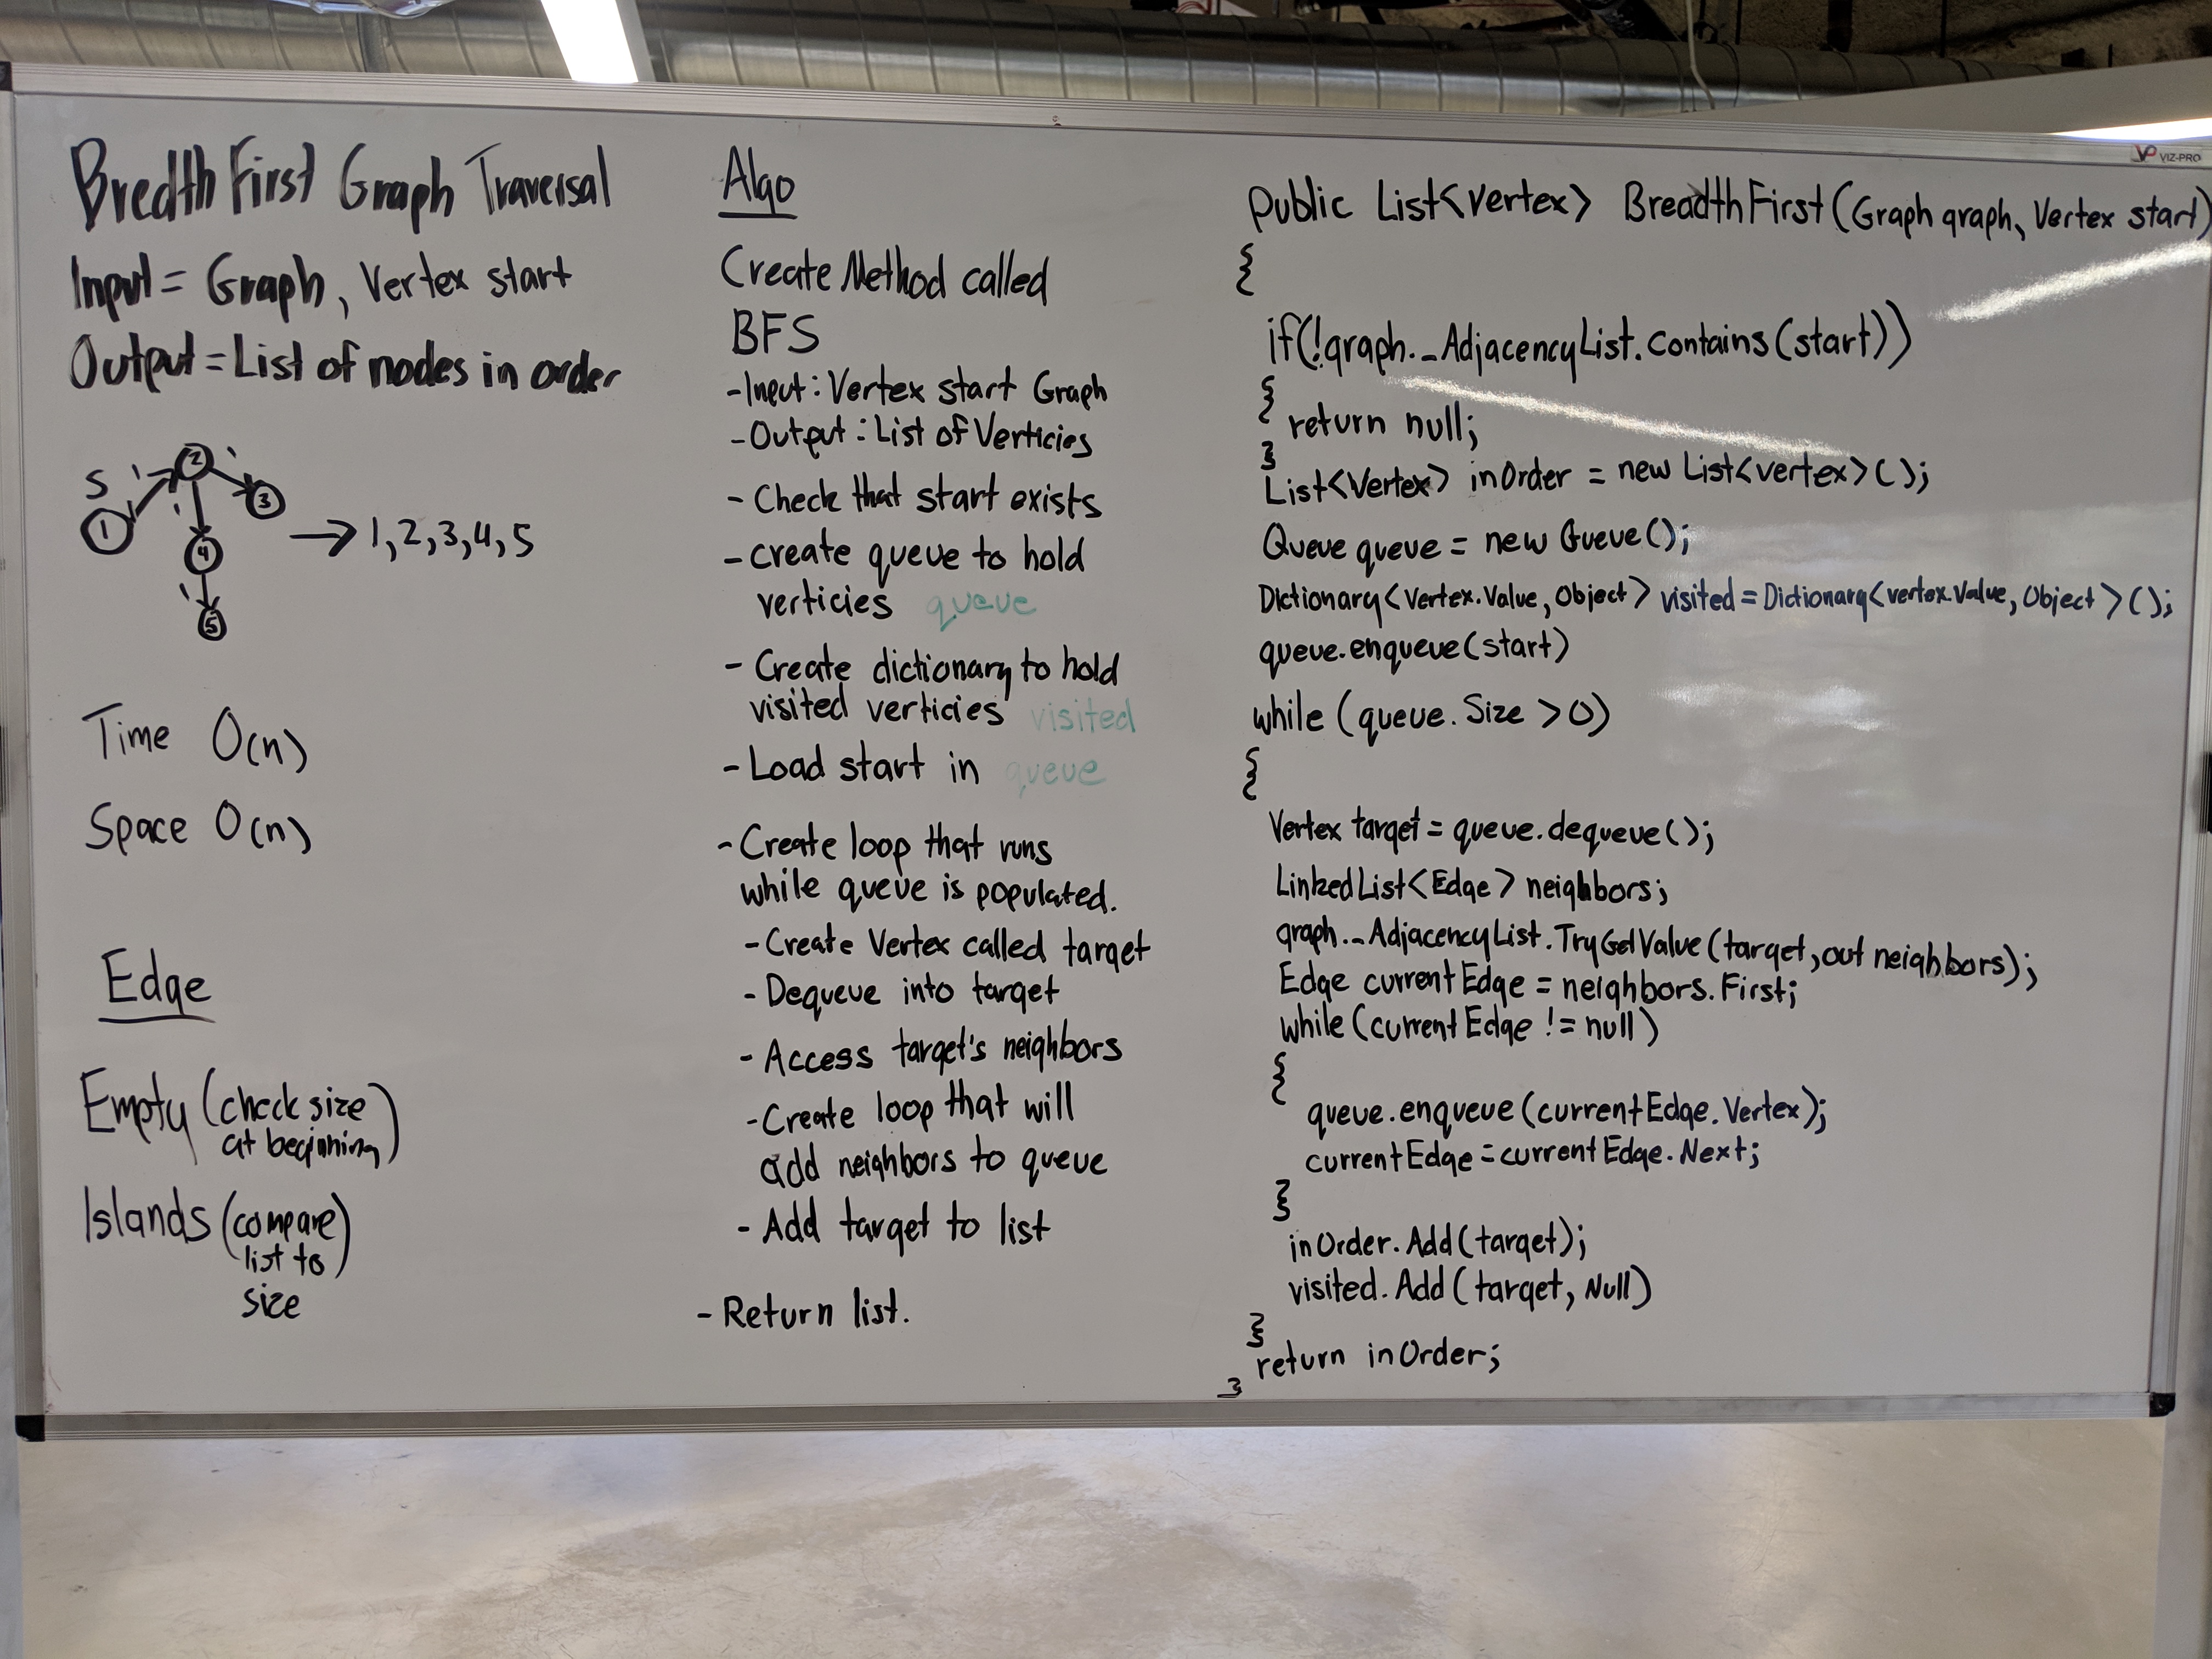 Bredth First Graph Traversal
Input = Graph, Vertex start
Output = List of nodes in order
S
1
2
3
4
5
→ 1,2,3,4,5
Time O(n)
Space O(n)
Edge
Empty (check size
at beginning)
Islands (compare
list to)
size
Algo
Create Method called
BFS
- Input: Vertex start Graph
- Output: List of Verticies
- Check that start exists
- create queue to hold
verticies queue
- Create dictionary to hold
visited verticies visited
- Load start in queue
- Create loop that runs
while queue is populated.
- Create Vertex called target
- Dequeue into target
- Access target's neighbors
- Create loop that will
add neighbors to queue
- Add target to list
- Return list.
VP VIZ-PRO
public List<vertex> BreadthFirst(Graph graph, Vertex start)
{
if(!graph._AdjacencyList.contains(start))
{
return null;
}
List<Vertex> inOrder = new List<vertex>();
Queue queue = new Queue();
Dictionary<Vertex.Value, Object> visited = Dictionary<vertex.Value, Object>();
queue.enqueue(start)
while (queue.Size > 0)
{
Vertex target = queue.dequeue();
LinkedList<Edge> neighbors;
graph._AdjacencyList.TryGetValue(target, out neighbors);
Edge currentEdge = neighbors.First;
while (currentEdge != null)
{
queue.enqueue(currentEdge.Vertex);
currentEdge = currentEdge.Next;
}
inOrder.Add(target);
visited.Add(target, Null)
}
return inOrder;
}